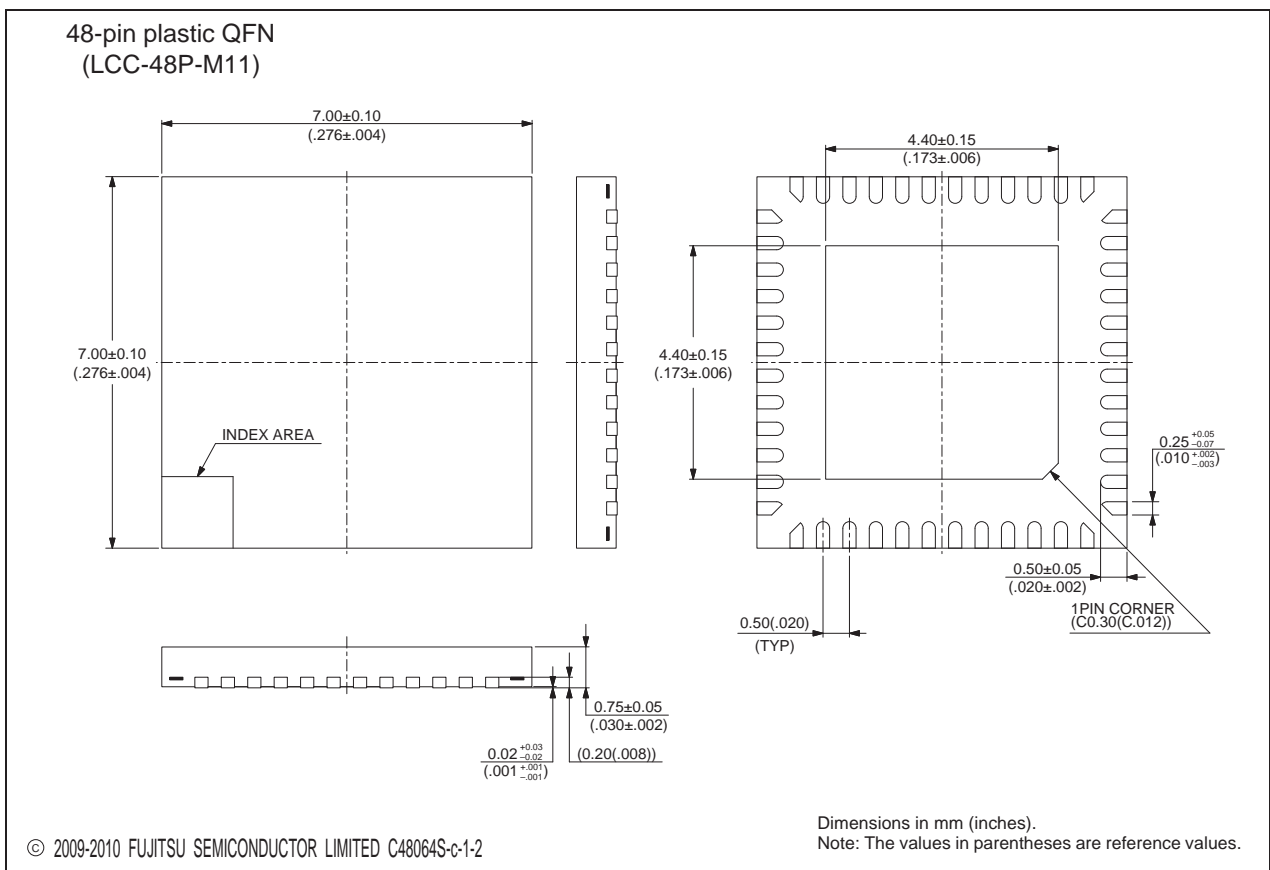 48-pin plastic QFN
(LCC-48P-M11)
7.00±0.10
(.276±.004)
4.40±0.15
(.173±.006)
7.00±0.10
(.276±.004)
4.40±0.15
(.173±.006)
INDEX AREA
0.25 +0.05 –0.07
(.010 +.002 –.003)
0.50±0.05
(.020±.002)
1PIN CORNER
(C0.30(C.012))
0.50(.020)
(TYP)
0.75±0.05
(.030±.002)
0.02 +0.03 –0.02
(.001 +.001 –.001)
(0.20(.008))
© 2009-2010 FUJITSU SEMICONDUCTOR LIMITED C48064S-c-1-2
Dimensions in mm (inches).
Note: The values in parentheses are reference values.